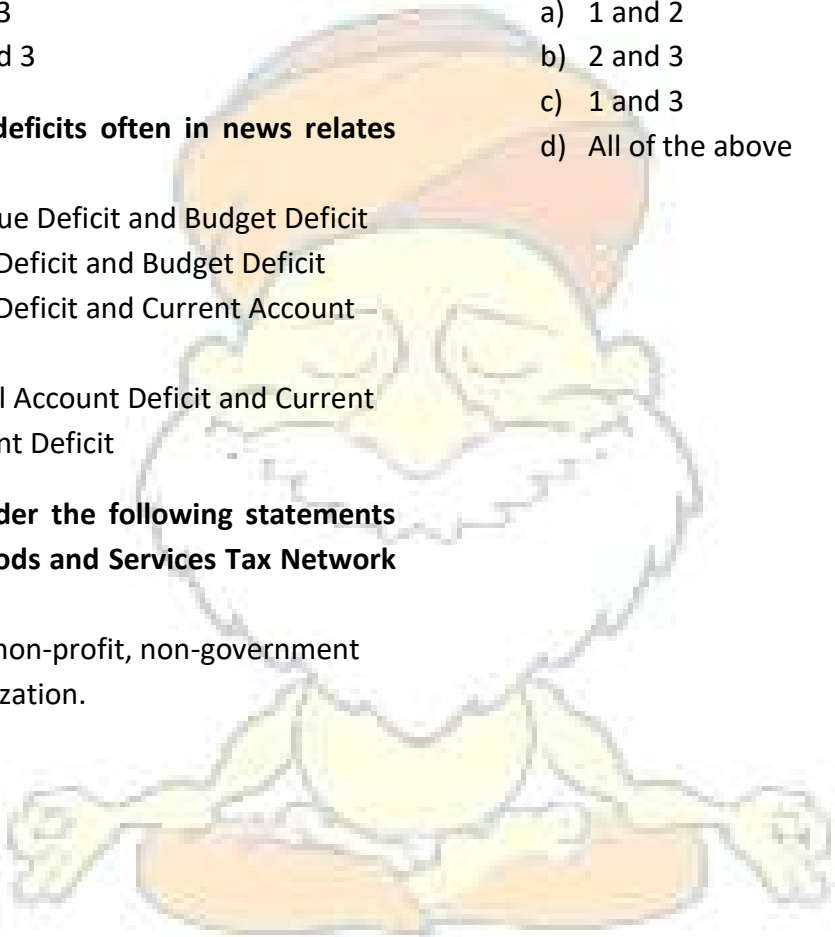 3
d 3
deficits often in news relates
ue Deficit and Budget Deficit
Deficit and Budget Deficit
Deficit and Current Account
l Account Deficit and Current
nt Deficit
der the following statements
ods and Services Tax Network
non-profit, non-government
zation.
a) 1 and 2
b) 2 and 3
c) 1 and 3
d) All of the above